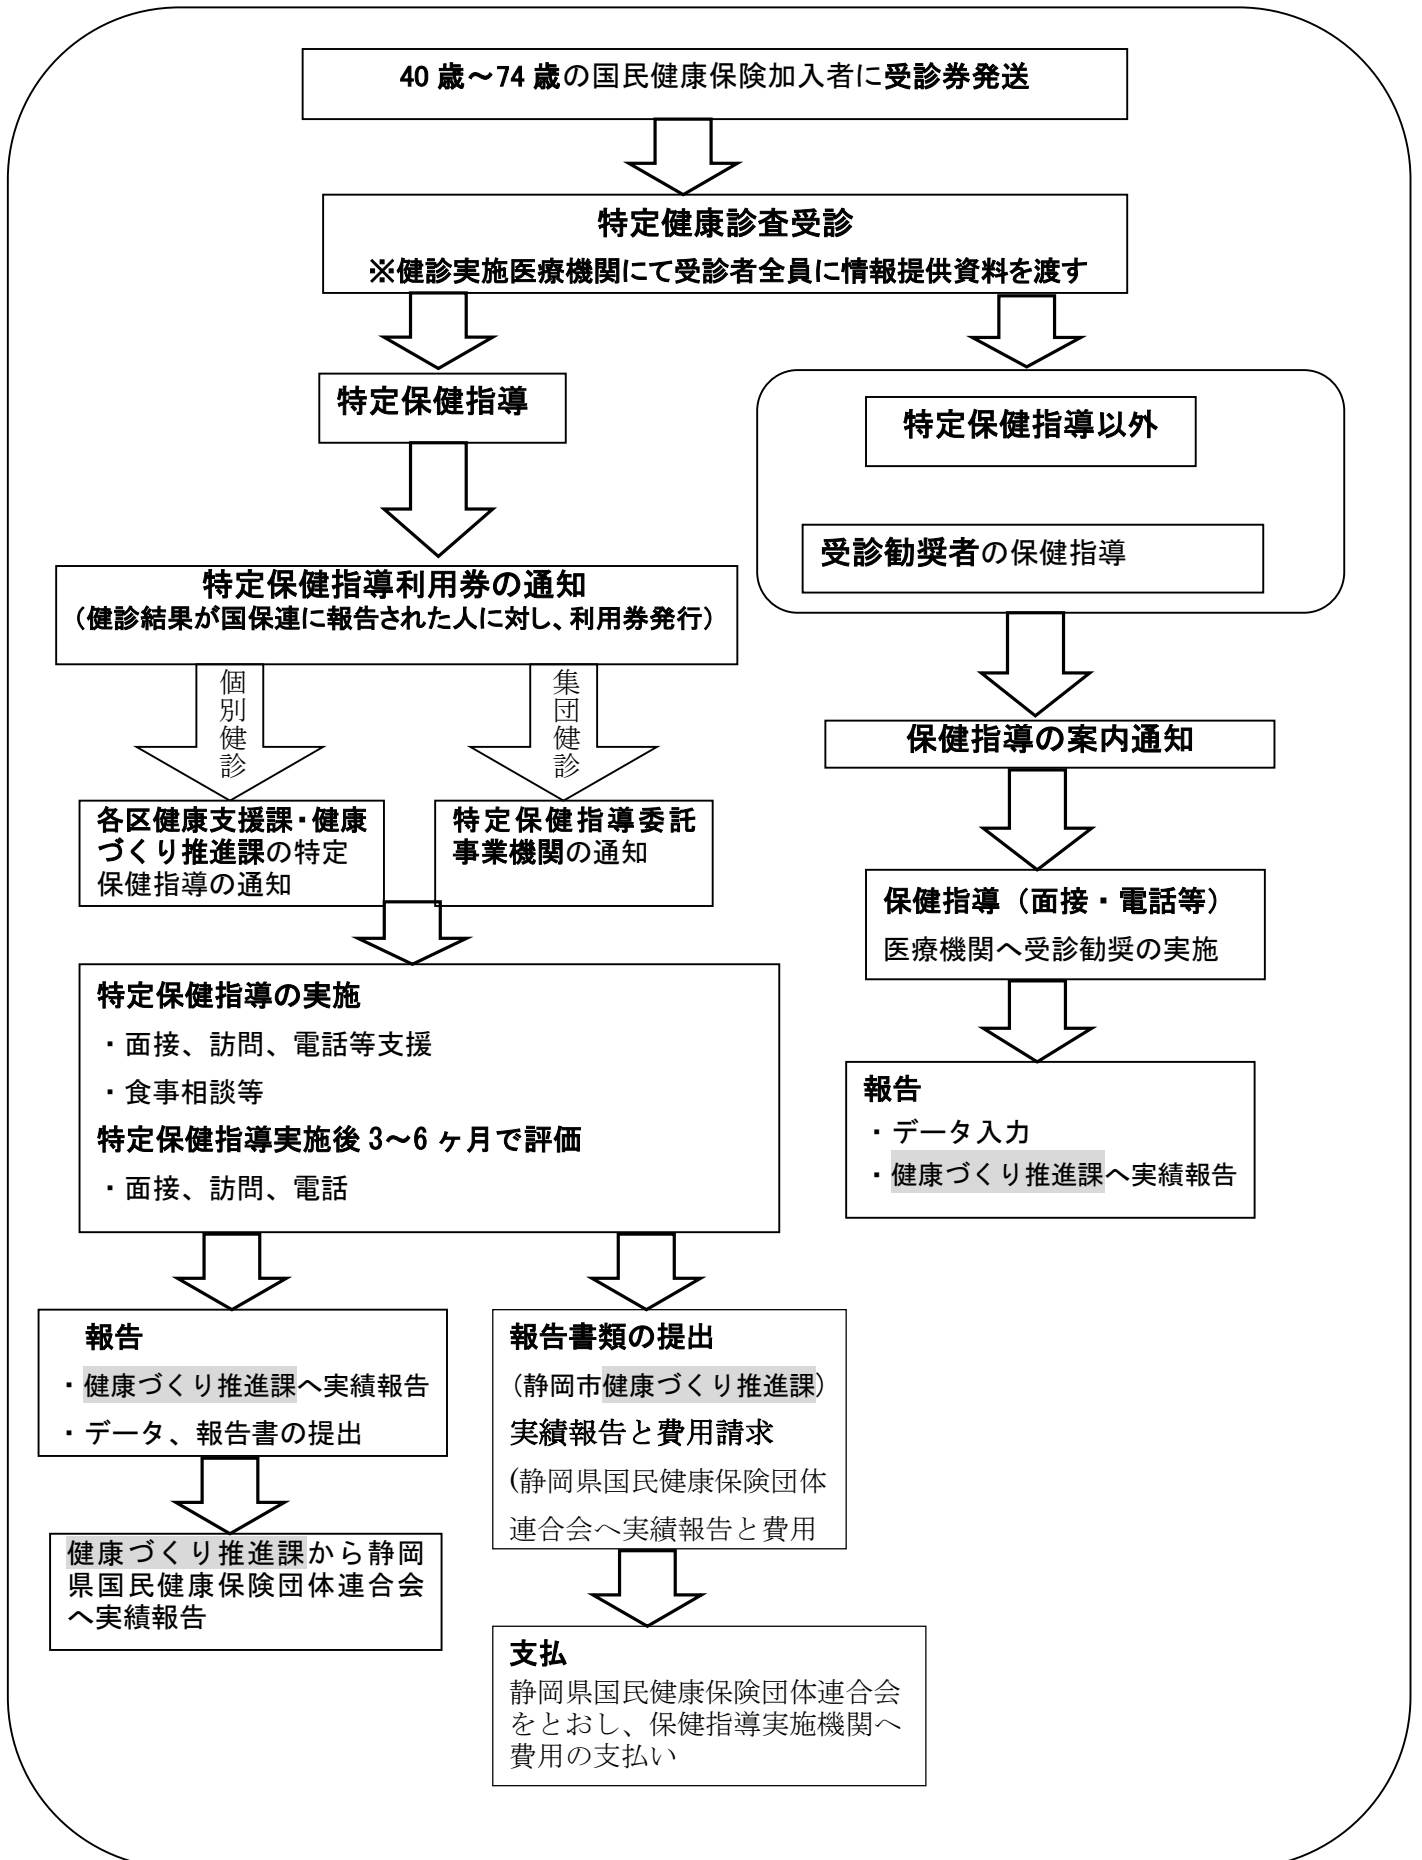 40歳～74歳の国民健康保険加入者に受診券発送
特定健康診査受診
※健診実施医療機関にて受診者全員に情報提供資料を渡す
特定保健指導
特定保健指導以外
受診勧奨者の保健指導
特定保健指導利用券の通知
（健診結果が国保連に報告された人に対し、利用券発行）
個別健診
集団健診
各区健康支援課・健康
づくり推進課の特定
保健指導の通知
特定保健指導委託
事業機関の通知
保健指導の案内通知
保健指導（面接・電話等）
医療機関へ受診勧奨の実施
特定保健指導の実施
・面接、訪問、電話等支援
・食事相談等
特定保健指導実施後3～6ヶ月で評価
・面接、訪問、電話
報告
・データ入力
・健康づくり推進課へ実績報告
報告
・健康づくり推進課へ実績報告
・データ、報告書の提出
健康づくり推進課から静岡
県国民健康保険団体連合会
へ実績報告
報告書類の提出
（静岡市健康づくり推進課）
実績報告と費用請求
(静岡県国民健康保険団体
連合会へ実績報告と費用
支払
静岡県国民健康保険団体連合会
をとおし、保健指導実施機関へ
費用の支払い